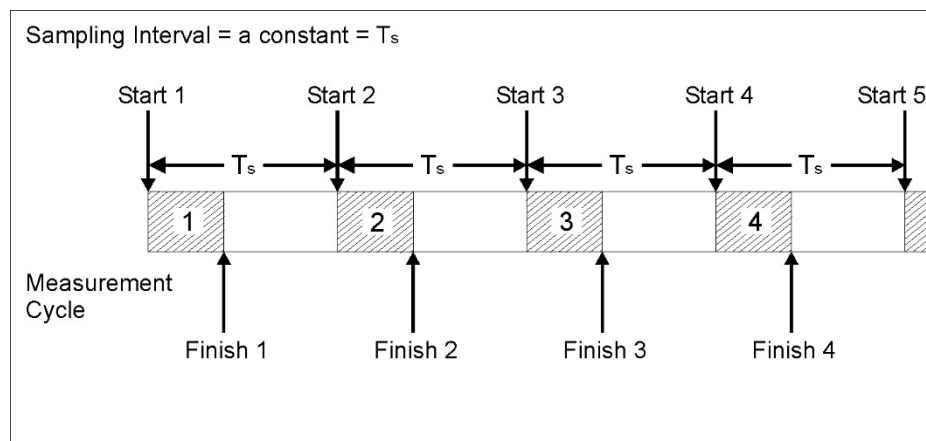 Sampling Interval = a constant = Ts
Start 1 Start 2 Start 3 Start 4 Start 5
Ts Ts Ts Ts
1 2 3 4
Measurement
Cycle
Finish 1 Finish 2 Finish 3 Finish 4